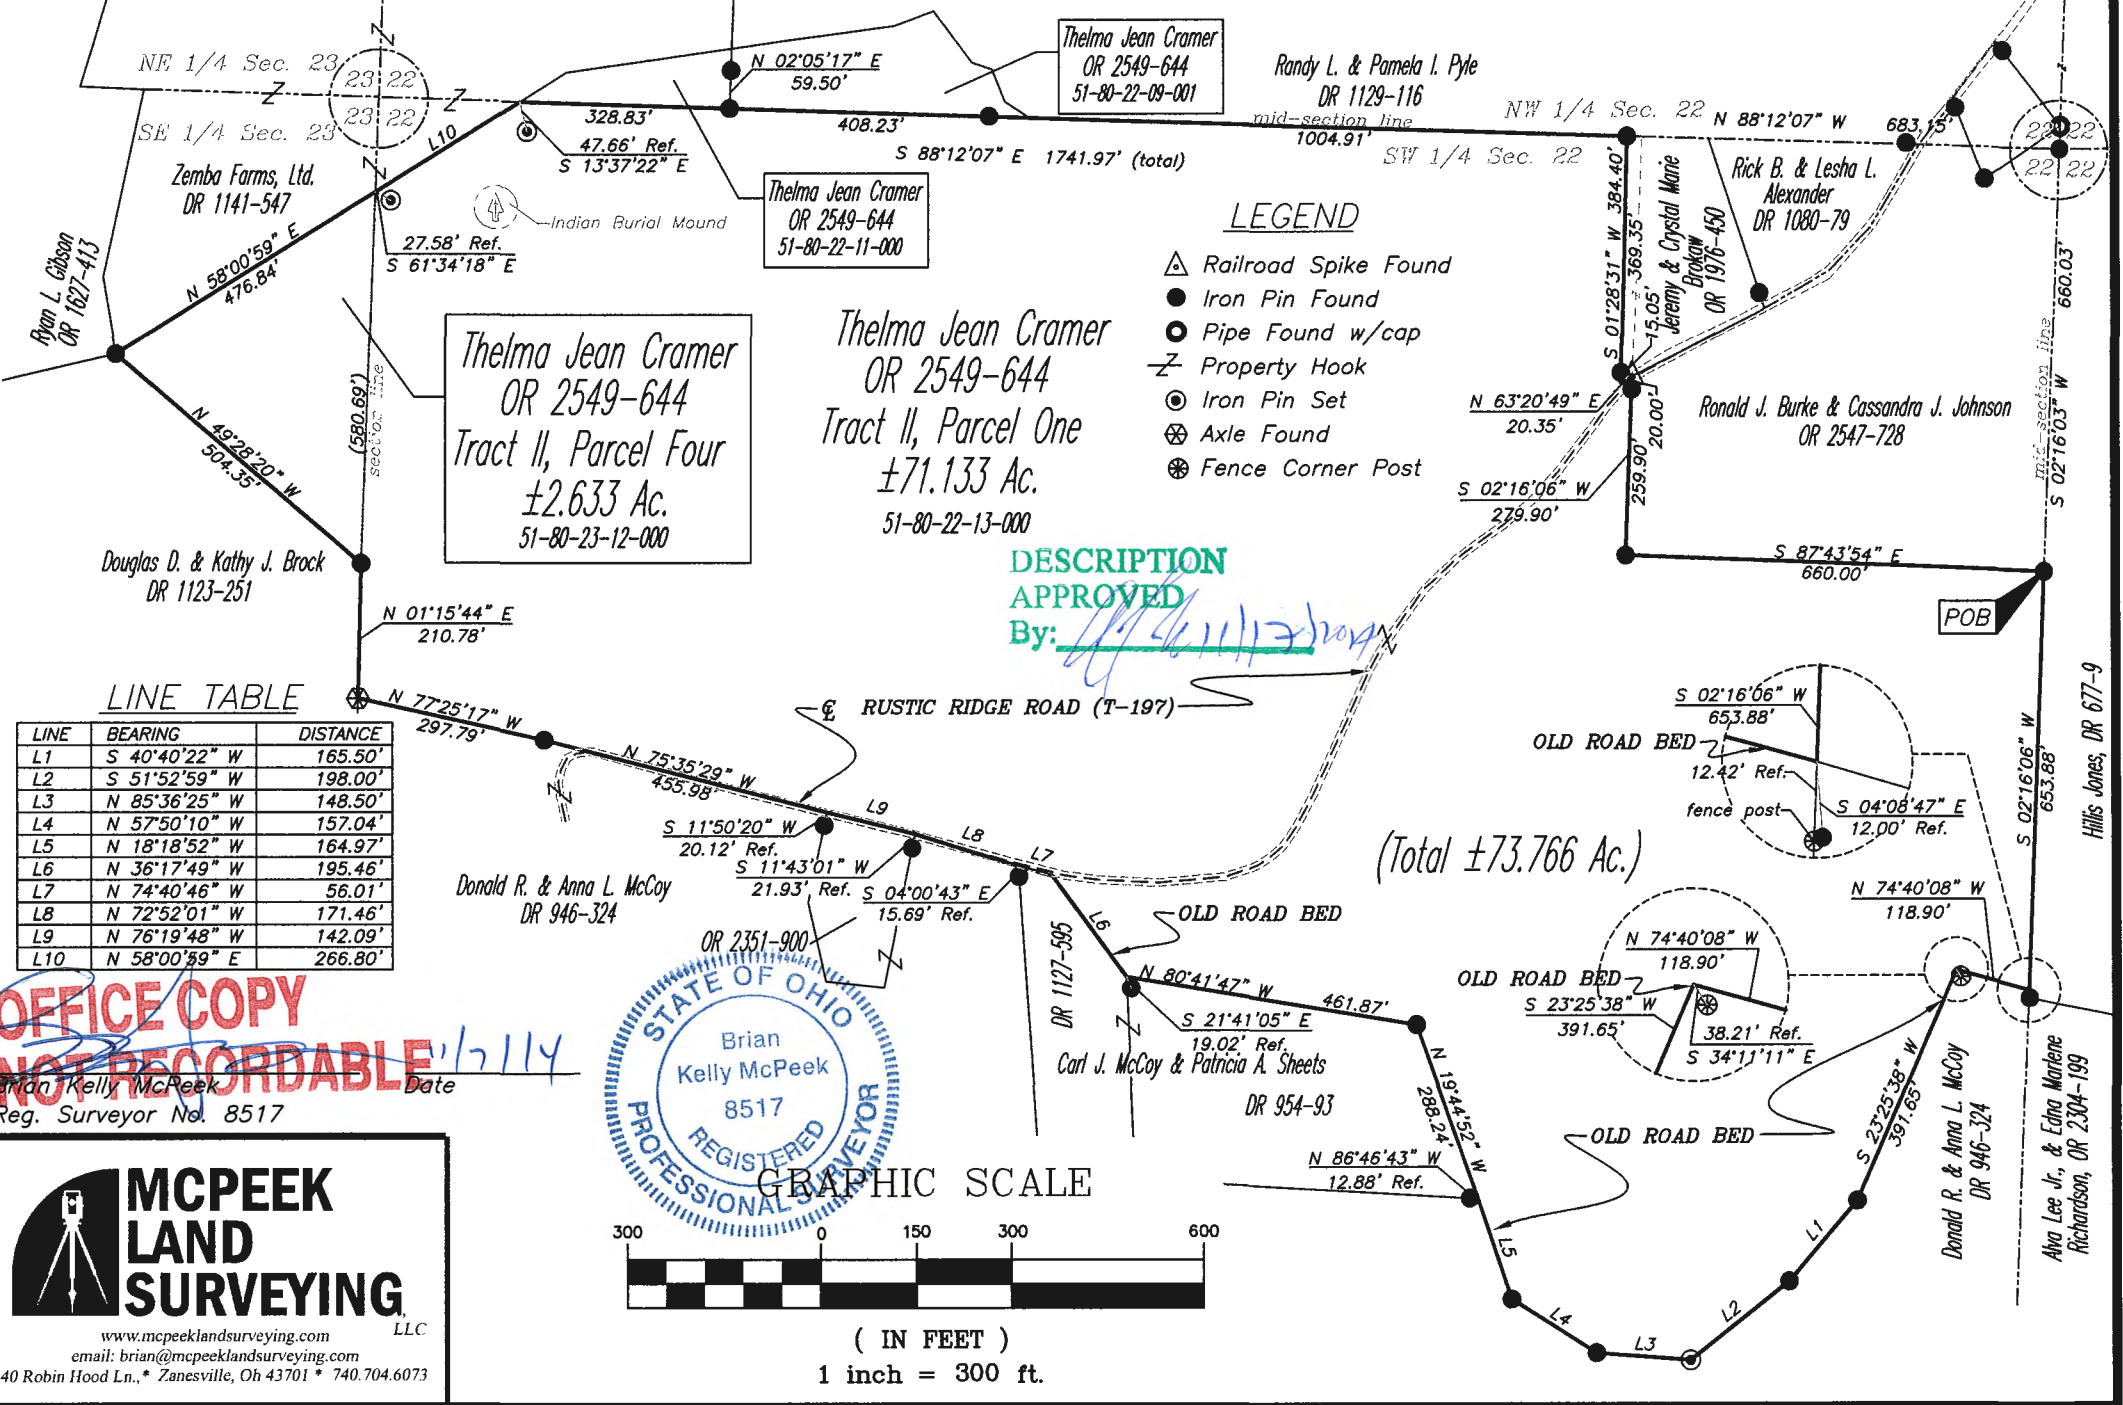 NE 1/4 Sec. 23
SE 1/4 Sec. 23
23 22
23 22
Zemba Farms, Ltd.
DR 1141-547
Ryan L. Gibson
OR 1627-413
L10
N 58°00'59" E
476.84'
27.58' Ref.
S 61°34'18" E
Indian Burial Mound
328.83'
47.66' Ref.
S 13°37'22" E
N 02°05'17" E
59.50'
408.23'
S 88°12'07" E 1741.97' (total)
Thelma Jean Cramer
OR 2549-644
51-80-22-09-001
Thelma Jean Cramer
OR 2549-644
51-80-22-11-000
Randy L. & Pamela I. Pyle
DR 1129-116
mid-section line
1004.91'
NW 1/4 Sec. 22
SW 1/4 Sec. 22
N 88°12'07" W
683.15'
22 22
22 22
Rick B. & Lesha L.
Alexander
DR 1080-79
Jeremy & Crystal Marie
Brokaw
OR 1976-450
S 01°28'31" W 384.40'
369.35'
15.05'
660.03'
mid-section line
S 02°16'03" W
LEGEND
Railroad Spike Found
Iron Pin Found
Pipe Found w/cap
Property Hook
Iron Pin Set
Axle Found
Fence Corner Post
N 63°20'49" E
20.35'
20.00'
259.90'
S 02°16'06" W
279.90'
Ronald J. Burke & Cassandra J. Johnson
OR 2547-728
S 87°43'54" E
660.00'
POB
Thelma Jean Cramer
OR 2549-644
Tract II, Parcel Four
±2.633 Ac.
51-80-23-12-000
Thelma Jean Cramer
OR 2549-644
Tract II, Parcel One
±71.133 Ac.
51-80-22-13-000
(580.69')
section line
N 49°28'20" W
504.35'
Douglas D. & Kathy J. Brock
DR 1123-251
N 01°15'44" E
210.78'
DESCRIPTION
APPROVED
By:
LINE TABLE
LINE BEARING DISTANCE
L1 S 40°40'22" W 165.50'
L2 S 51°52'59" W 198.00'
L3 N 85°36'25" W 148.50'
L4 N 57°50'10" W 157.04'
L5 N 18°18'52" W 164.97'
L6 N 36°17'49" W 195.46'
L7 N 74°40'46" W 56.01'
L8 N 72°52'01" W 171.46'
L9 N 76°19'48" W 142.09'
L10 N 58°00'59" E 266.80'
N 77°25'17" W
297.79'
℄ RUSTIC RIDGE ROAD (T-197)
N 75°35'29" W
455.98'
L9
L8
L7
L6
S 11°50'20" W
20.12' Ref.
S 11°43'01" W
21.93' Ref.
S 04°00'43" E
15.69' Ref.
Donald R. & Anna L. McCoy
DR 946-324
OR 2351-900
DR 1127-595
OLD ROAD BED
N 80°41'47" W
461.87'
S 21°41'05" E
19.02' Ref.
Carl J. McCoy & Patricia A. Sheets
DR 954-93
(Total ±73.766 Ac.)
S 02°16'06" W
653.88'
OLD ROAD BED
12.42' Ref.
fence post
S 04°08'47" E
12.00' Ref.
S 02°16'06" W
653.88'
Hillis Jones, DR 677-9
N 74°40'08" W
118.90'
N 74°40'08" W
118.90'
OLD ROAD BED
S 23°25'38" W
391.65'
38.21' Ref.
S 34°11'11" E
N 19°44'52" W
288.24'
N 86°46'43" W
12.88' Ref.
OLD ROAD BED
S 23°25'38" W
391.65'
Donald R. & Anna L. McCoy
DR 946-324
Alva Lee Jr., & Edna Marlene
Richardson, OR 2304-199
L5
L4
L3
L2
L1
OFFICE COPY
NOT RECORDABLE
11/7/14
Brian Kelly McPeek Date
Reg. Surveyor No. 8517
STATE OF OHIO
Brian
Kelly McPeek
8517
REGISTERED
PROFESSIONAL SURVEYOR
GRAPHIC SCALE
300 0 150 300 600
( IN FEET )
1 inch = 300 ft.
MCPEEK
LAND
SURVEYING,
LLC
www.mcpeeklandsurveying.com
email: brian@mcpeeklandsurveying.com
40 Robin Hood Ln.,* Zanesville, Oh 43701 * 740.704.6073